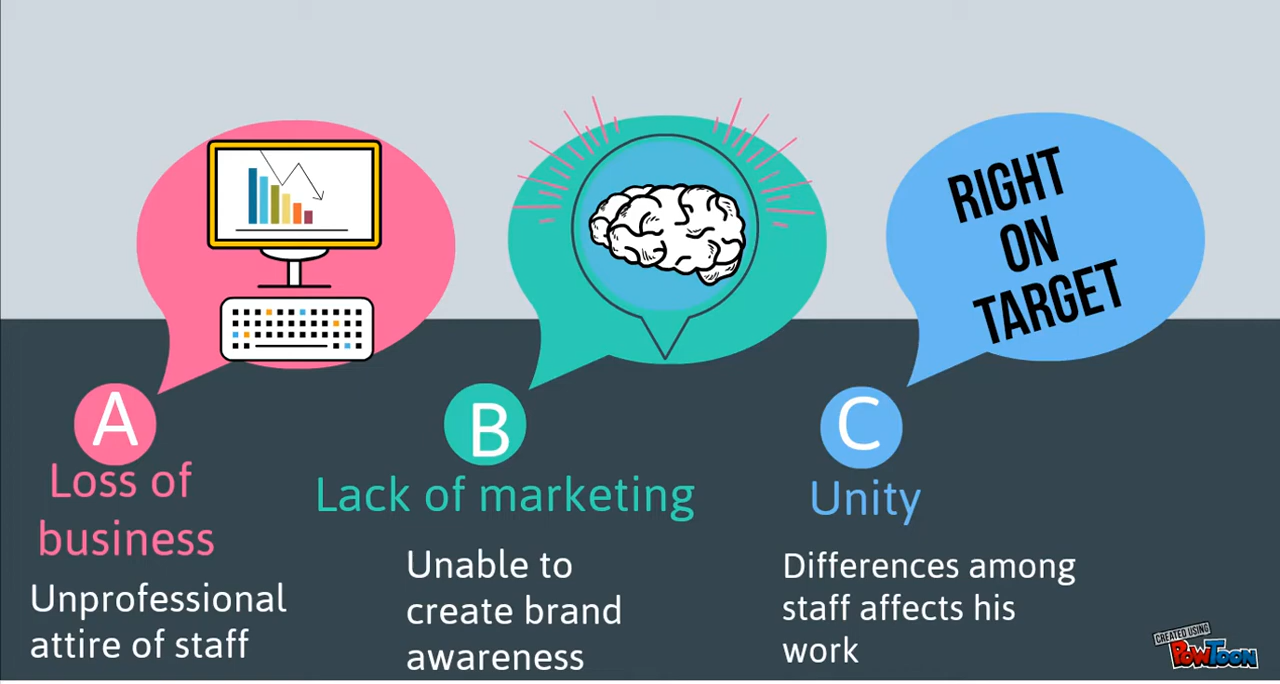 RIGHT
ON
TARGET
A
Loss of
business
Unprofessional
attire of staff
B
Lack of marketing
Unable to
create brand
awareness
C
Unity
Differences among
staff affects his
work
CREATED USING
POWTOON